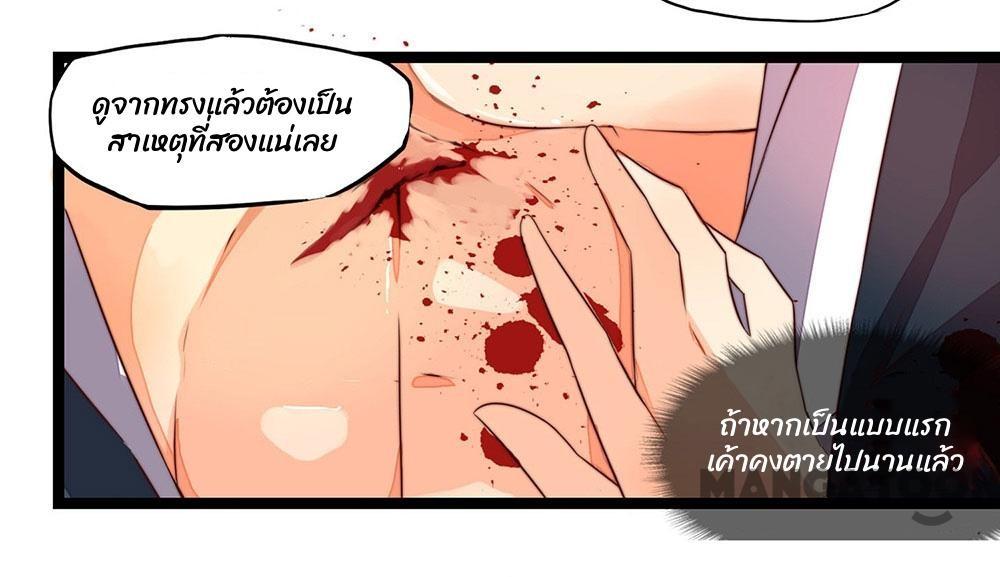 ดูจากทรงแล้วต้องเป็น
สาเหตุที่สองแน่เลย
ถ้าหากเป็นแบบแรก
เค้าคงตายไปนานแล้ว